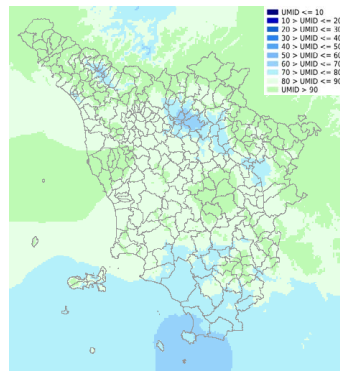 UMID <= 10
10 > UMID <= 20
20 > UMID <= 30
30 > UMID <= 40
40 > UMID <= 50
50 > UMID <= 60
60 > UMID <= 70
70 > UMID <= 80
80 > UMID <= 90
UMID > 90